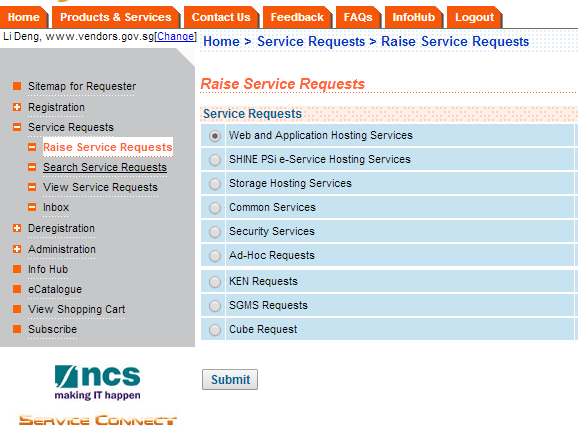 Home Products & Services Contact Us Feedback FAQs InfoHub Logout
Li Deng, www.vendors.gov.sg[Change]
Home > Service Requests > Raise Service Requests
Sitemap for Requester
Registration
Service Requests
Raise Service Requests
Search Service Requests
View Service Requests
Inbox
Deregistration
Administration
Info Hub
eCatalogue
View Shopping Cart
Subscribe
ncs
making IT happen
SERVICE CONNECT
Raise Service Requests
Service Requests
Web and Application Hosting Services
SHINE PSi e-Service Hosting Services
Storage Hosting Services
Common Services
Security Services
Ad-Hoc Requests
KEN Requests
SGMS Requests
Cube Request
Submit